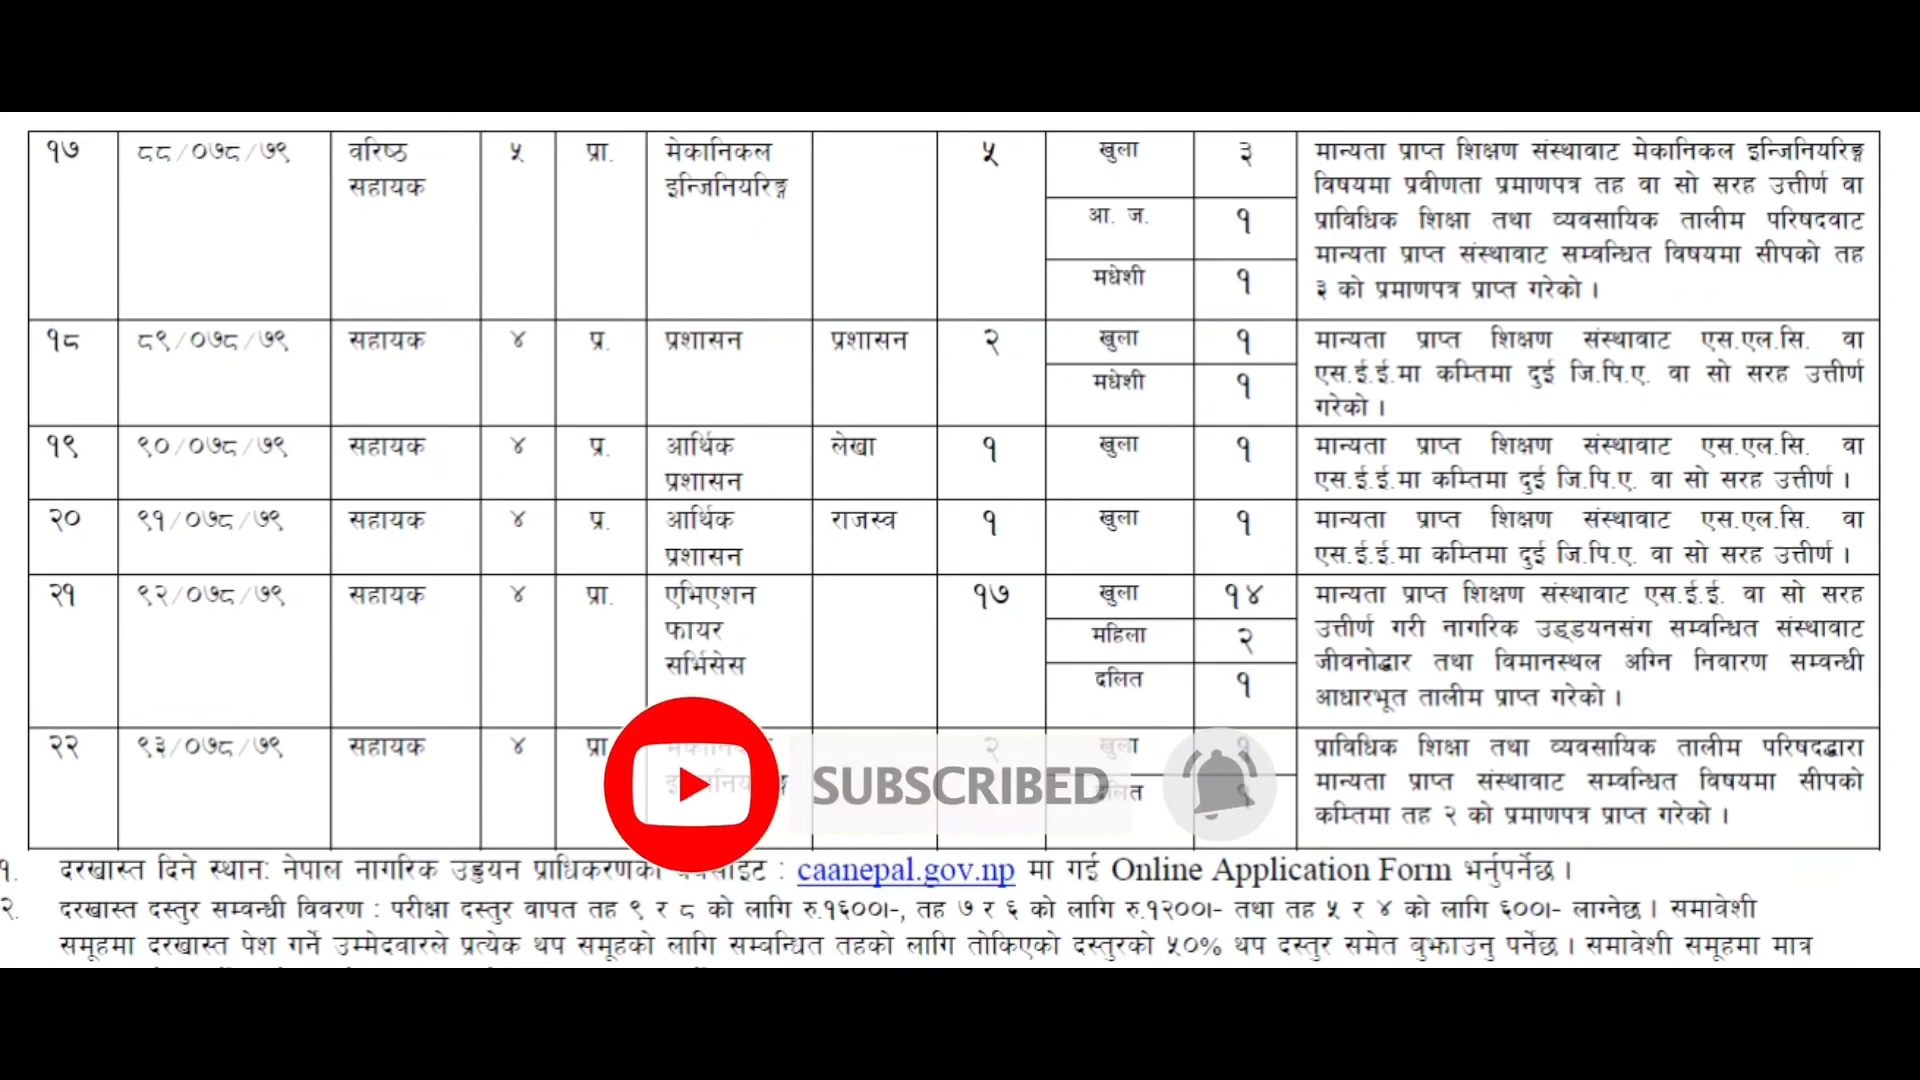 १७ ८८/०७८/७९ वरिष्ठ ५ प्रा. मेकानिकल ५ खुला ३ मान्यता प्राप्त शिक्षण संस्थावाट मेकानिकल इन्जिनियरिङ्ग
सहायक इन्जिनियरिङ्ग विषयमा प्रवीणता प्रमाणपत्र तह वा सो सरह उत्तीर्ण वा
आ. ज. १ प्राविधिक शिक्षा तथा व्यवसायिक तालीम परिषदवाट
मान्यता प्राप्त संस्थावाट सम्वन्धित विषयमा सीपको तह
मधेशी १ ३ को प्रमाणपत्र प्राप्त गरेको ।
१८ ८९/०७८/७९ सहायक ४ प्र. प्रशासन प्रशासन २ खुला १ मान्यता प्राप्त शिक्षण संस्थावाट एस.एल.सि. वा
मधेशी १ एस.ई.ई.मा कम्तिमा दुई जि.पि.ए. वा सो सरह उत्तीर्ण
गरेको ।
१९ ९०/०७८/७९ सहायक ४ प्र. आर्थिक लेखा १ खुला १ मान्यता प्राप्त शिक्षण संस्थावाट एस.एल.सि. वा
प्रशासन एस.ई.ई.मा कम्तिमा दुई जि.पि.ए. वा सो सरह उत्तीर्ण ।
२० ९१/०७८/७९ सहायक ४ प्र. आर्थिक राजस्व १ खुला १ मान्यता प्राप्त शिक्षण संस्थावाट एस.एल.सि. वा
प्रशासन एस.ई.ई.मा कम्तिमा दुई जि.पि.ए. वा सो सरह उत्तीर्ण ।
२१ ९२/०७८/७९ सहायक ४ प्रा. एभिएशन १७ खुला १४ मान्यता प्राप्त शिक्षण संस्थावाट एस.ई.ई. वा सो सरह
फायर महिला २ उत्तीर्ण गरी नागरिक उड्डयनसंग सम्वन्धित संस्थावाट
सर्भिसेस दलित १ जीवनोद्धार तथा विमानस्थल अग्नि निवारण सम्वन्धी
आधारभूत तालीम प्राप्त गरेको ।
२२ ९३/०७८/७९ सहायक ४ प्रा २ खुला १ प्राविधिक शिक्षा तथा व्यवसायिक तालीम परिषदद्धारा
SUBSCRIBED मान्यता प्राप्त संस्थावाट सम्वन्धित विषयमा सीपको
कम्तिमा तह २ को प्रमाणपत्र प्राप्त गरेको ।
१. दरखास्त दिने स्थान: नेपाल नागरिक उड्डयन प्राधिकरणको : caanepal.gov.np मा गई Online Application Form भर्नुपर्नेछ ।
२. दरखास्त दस्तुर सम्वन्धी विवरण : परीक्षा दस्तुर वापत तह ९ र ८ को लागि रु.१६००।-, तह ७ र ६ को लागि रु.१२००।- तथा तह ५ र ४ को लागि ६००।- लाग्नेछ । समावेशी
समूहमा दरखास्त पेश गर्ने उम्मेदवारले प्रत्येक थप समूहको लागि सम्बन्धित तहको लागि तोकिएको दस्तुरको ५०% थप दस्तुर समेत बुझाउनु पर्नेछ । समावेशी समूहमा मात्र